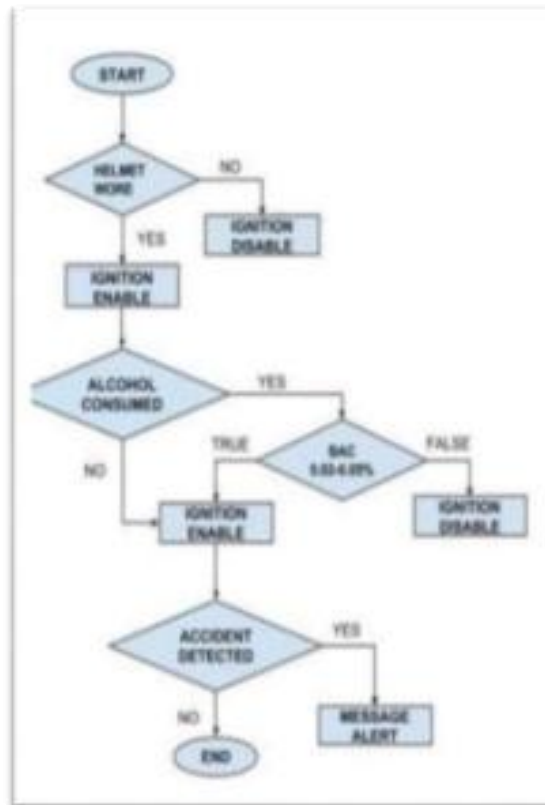 START
HELMET
WORE
NO
IGNITION
DISABLE
YES
IGNITION
ENABLE
ALCOHOL
CONSUMED
YES
BAC
TRUE
FALSE
NO
IGNITION
ENABLE
IGNITION
DISABLE
ACCIDENT
DETECTED
YES
MESSAGE
ALERT
NO
END